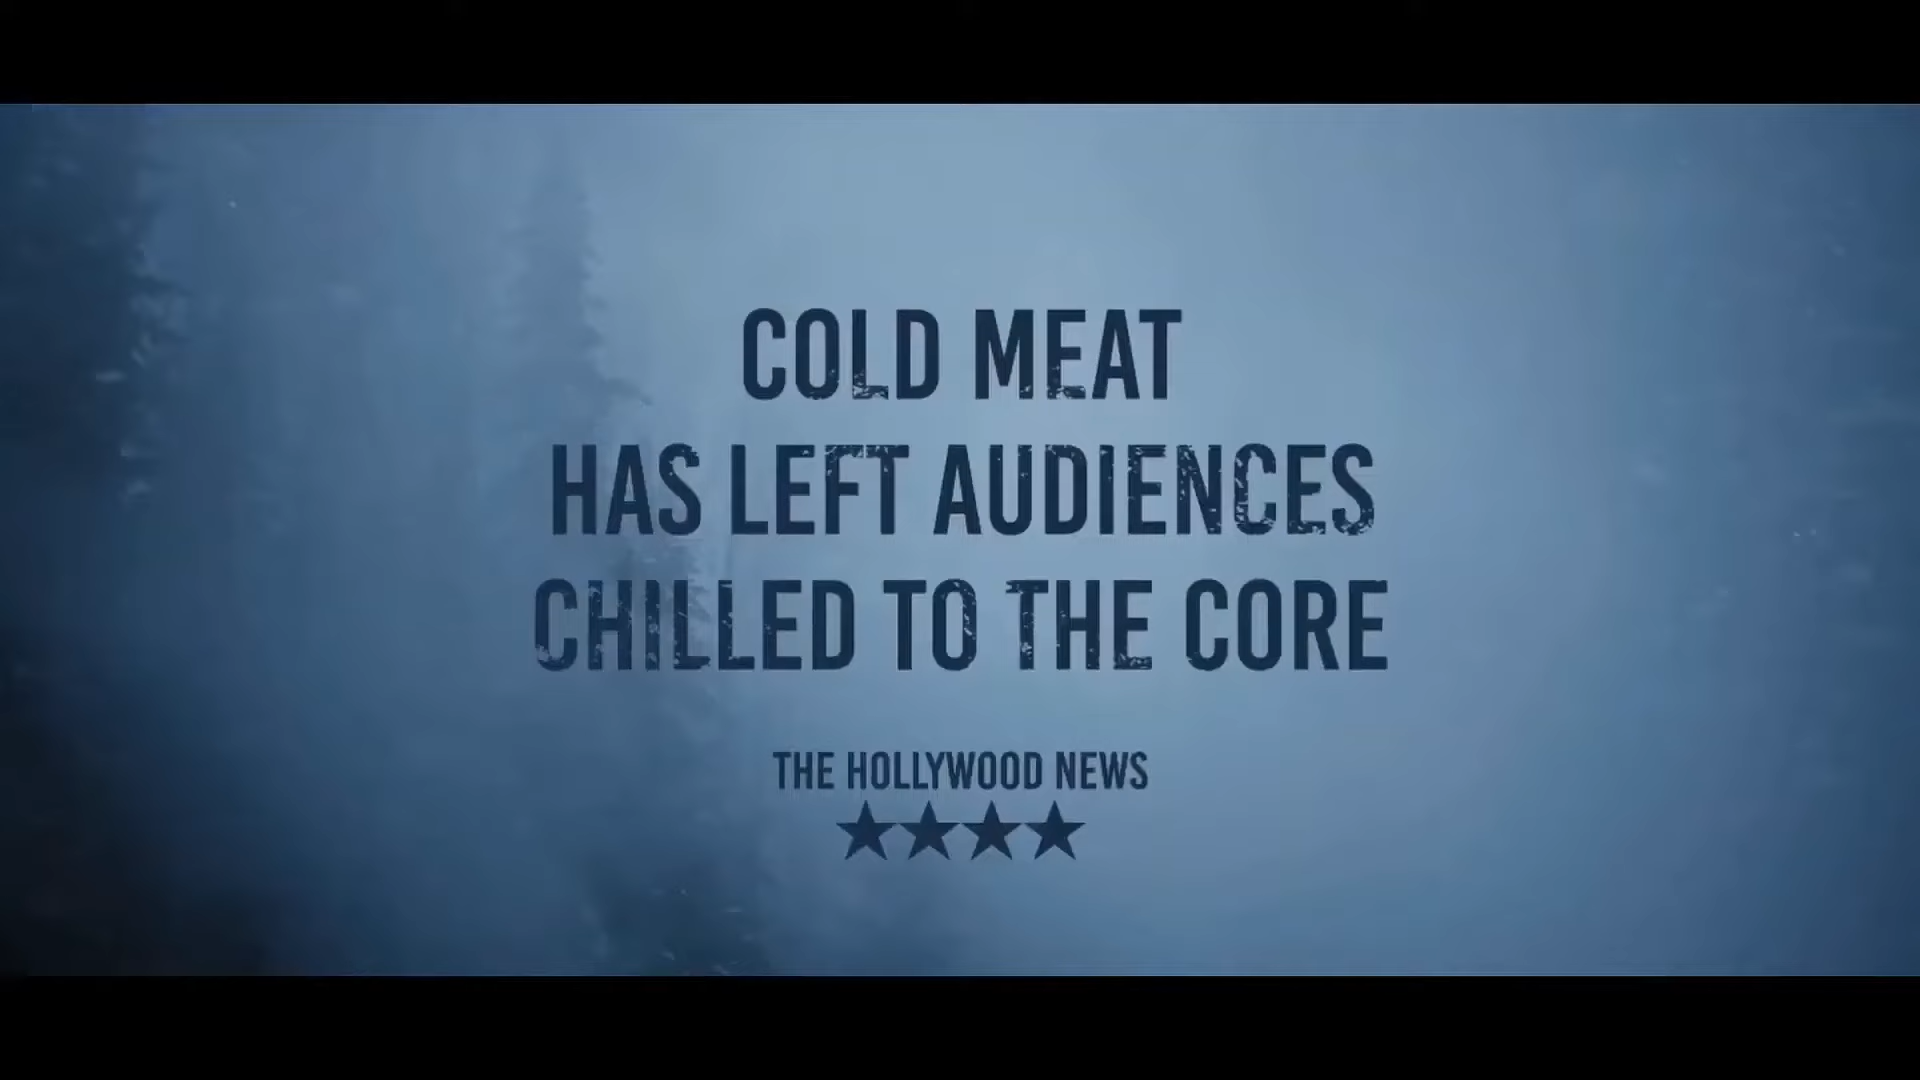 COLD MEAT
HAS LEFT AUDIENCES
CHILLED TO THE CORE
THE HOLLYWOOD NEWS
★★★★